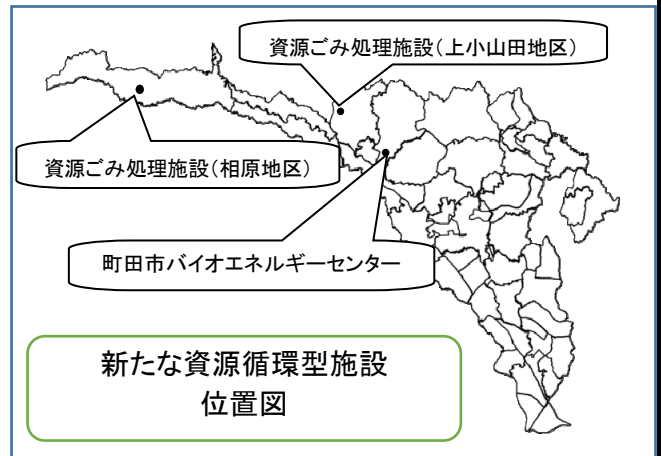 資源ごみ処理施設（上小山田地区）
資源ごみ処理施設（相原地区）
町田市バイオエネルギーセンター
新たな資源循環型施設
位置図